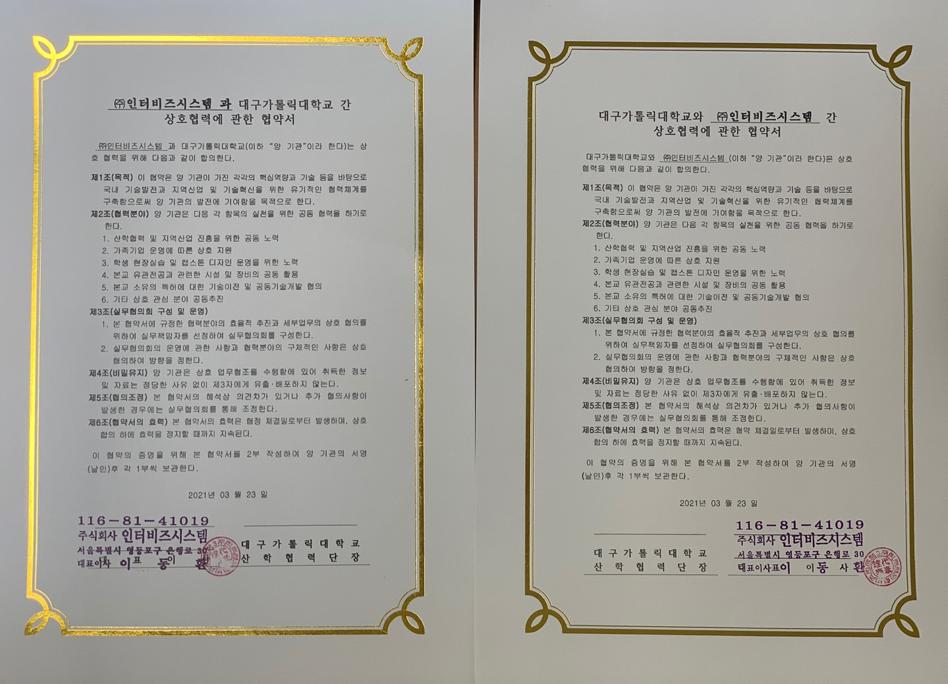 ㈜인터비즈시스템 과 대구가톨릭대학교 간
상호협력에 관한 협약서
㈜인터비즈시스템 과 대구가톨릭대학교(이하 "양 기관"이라 한다)는 상
호 협력을 위해 다음과 같이 합의한다.
제1조(목적) 이 협약은 양 기관이 가진 각각의 핵심역량과 기술 등을 바탕으로
국내 기술발전과 지역산업 및 기술혁신을 위한 유기적인 협력체계를
구축함으로써 양 기관의 발전에 기여함을 목적으로 한다.
제2조(협력분야) 양 기관은 다음 각 항목의 실천을 위한 공동 협력을 하기로
한다.
1. 산학협력 및 지역산업 진흥을 위한 공동 노력
2. 가족기업 운영에 따른 상호 지원
3. 학생 현장실습 및 캡스톤 디자인 운영을 위한 노력
4. 본교 유관전공과 관련한 시설 및 장비의 공동 활용
5. 본교 소유의 특허에 대한 기술이전 및 공동기술개발 협의
6. 기타 상호 관심 분야 공동추진
제3조(실무협의회 구성 및 운영)
1. 본 협약서에 규정한 협력분야의 효율적 추진과 세부업무의 상호 협의를
위하여 실무책임자를 선정하여 실무협의회를 구성한다.
2. 실무협의회의 운영에 관한 사항과 협력분야의 구체적인 사항은 상호
협의하여 방향을 정한다.
제4조(비밀유지) 양 기관은 상호 업무협조를 수행함에 있어 취득한 정보
및 자료는 정당한 사유 없이 제3자에게 유출·배포하지 않는다.
제5조(협의조정) 본 협약서의 해석상 의견차가 있거나 추가 협의사항이
발생한 경우에는 실무협의회를 통해 조정한다.
제6조(협약서의 효력) 본 협약서의 효력은 협정 체결일로부터 발생하며, 상호
합의 하에 효력을 정지할 때까지 지속된다.
이 협약의 증명을 위해 본 협약서를 2부 작성하여 양 기관의 서명
(날인)후 각 1부씩 보관한다.
2021년 03 월 23 일
116-81-41019
주식회사 인터비즈시스템
서울특별시 영등포구 은행로 30
대표이사 이 동 환
대구가톨릭대학교
산학협력단장
대구가톨릭대학교와 ㈜인터비즈시스템 간
상호협력에 관한 협약서
대구가톨릭대학교와 ㈜인터비즈시스템 (이하 "양 기관"이라 한다)은 상호
협력을 위해 다음과 같이 합의한다.
제1조(목적) 이 협약은 양 기관이 가진 각각의 핵심역량과 기술 등을 바탕으로
국내 기술발전과 지역산업 및 기술혁신을 위한 유기적인 협력체계를
구축함으로써 양 기관의 발전에 기여함을 목적으로 한다.
제2조(협력분야) 양 기관은 다음 각 항목의 실천을 위한 공동 협력을 하기로
한다.
1. 산학협력 및 지역산업 진흥을 위한 공동 노력
2. 가족기업 운영에 따른 상호 지원
3. 학생 현장실습 및 캡스톤 디자인 운영을 위한 노력
4. 본교 유관전공과 관련한 시설 및 장비의 공동 활용
5. 본교 소유의 특허에 대한 기술이전 및 공동기술개발 협의
6. 기타 상호 관심 분야 공동추진
제3조(실무협의회 구성 및 운영)
1. 본 협약서에 규정한 협력분야의 효율적 추진과 세부업무의 상호 협의를
위하여 실무책임자를 선정하여 실무협의회를 구성한다.
2. 실무협의회의 운영에 관한 사항과 협력분야의 구체적인 사항은 상호
협의하여 방향을 정한다.
제4조(비밀유지) 양 기관은 상호 업무협조를 수행함에 있어 취득한 정보
및 자료는 정당한 사유 없이 제3자에게 유출·배포하지 않는다.
제5조(협의조정) 본 협약서의 해석상 의견차가 있거나 추가 협의사항이
발생한 경우에는 실무협의회를 통해 조정한다.
제6조(협약서의 효력) 본 협약서의 효력은 협약 체결일로부터 발생하며, 상호
합의 하에 효력을 정지할 때까지 지속된다.
이 협약의 증명을 위해 본 협약서를 2부 작성하여 양 기관의 서명
(날인)후 각 1부씩 보관한다.
2021년 03 월 23 일
대구가톨릭대학교
산학협력단장
116-81-41019
주식회사 인터비즈시스템
서울특별시 영등포구 은행로 30
대표이사 이 동 환